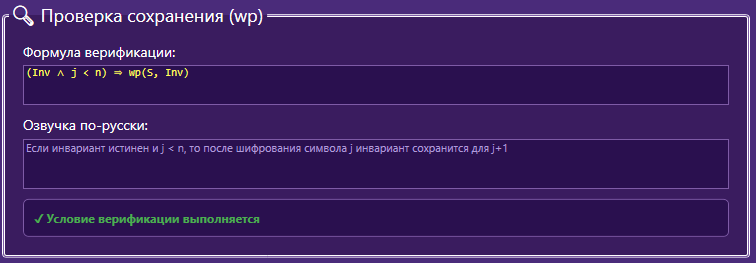 🔍 Проверка сохранения (wp)
Формула верификации:
(Inv ∧ j < n) ⇒ wp(S, Inv)
Озвучка по-русски:
Если инвариант истинен и j < n, то после шифрования символа j инвариант сохранится для j+1
✓ Условие верификации выполняется